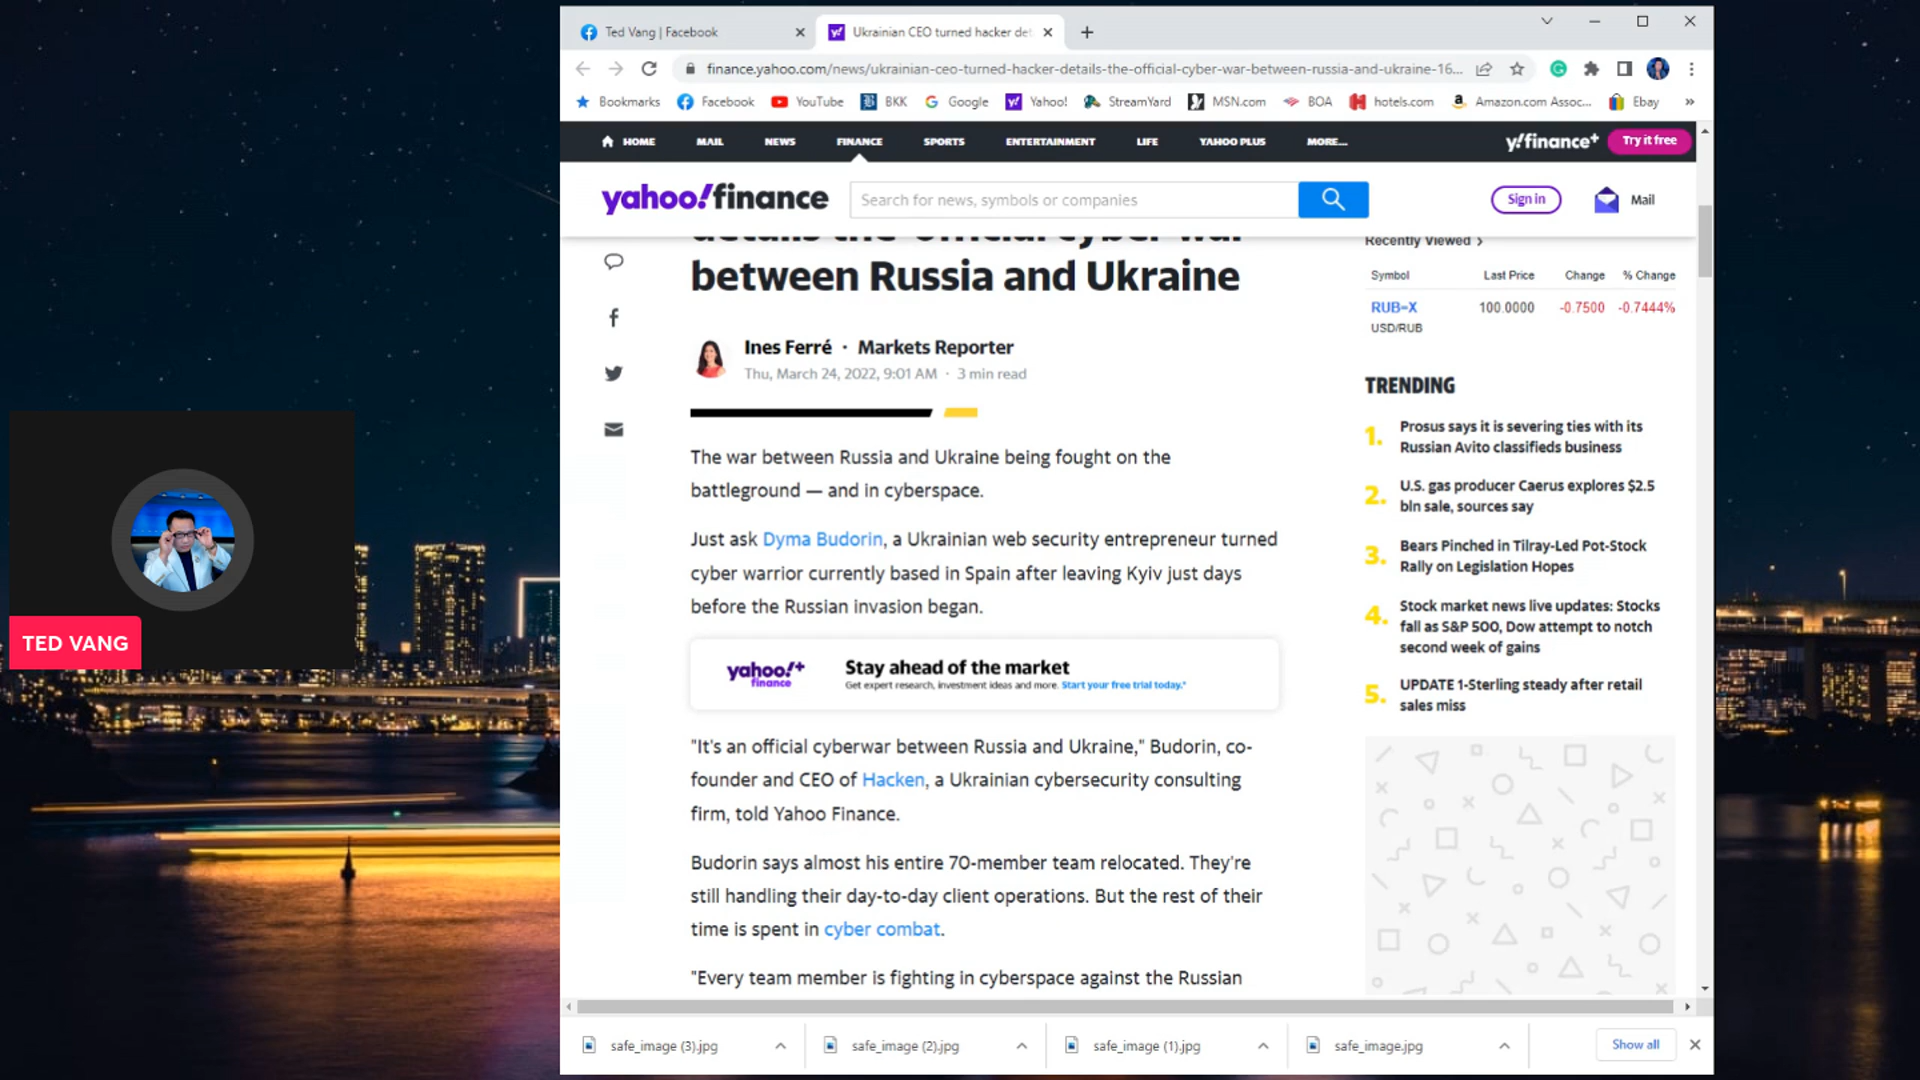 Ted Vang | Facebook
Ukrainian CEO turned hacker det
finance.yahoo.com/news/ukrainian-ceo-turned-hacker-details-the-official-cyber-war-between-russia-and-ukraine-16...
Bookmarks Facebook YouTube BKK Google Yahoo! StreamYard MSN.com BOA hotels.com Amazon.com Assoc... Ebay »
HOME MAIL NEWS FINANCE SPORTS ENTERTAINMENT LIFE YAHOO PLUS MORE...
y!finance+ Try it free
yahoo!finance
Search for news, symbols or companies
Sign in
Mail
details the 'official cyber war'
between Russia and Ukraine
Ines Ferré · Markets Reporter
Thu, March 24, 2022, 9:01 AM · 3 min read
The war between Russia and Ukraine being fought on the
battleground — and in cyberspace.
Just ask Dyma Budorin, a Ukrainian web security entrepreneur turned
cyber warrior currently based in Spain after leaving Kyiv just days
before the Russian invasion began.
yahoo!+
finance
Stay ahead of the market
Get expert research, investment ideas and more. Start your free trial today.*
"It's an official cyberwar between Russia and Ukraine," Budorin, co-
founder and CEO of Hacken, a Ukrainian cybersecurity consulting
firm, told Yahoo Finance.
Budorin says almost his entire 70-member team relocated. They're
still handling their day-to-day client operations. But the rest of their
time is spent in cyber combat.
"Every team member is fighting in cyberspace against the Russian
Recently Viewed >
Symbol Last Price Change % Change
RUB=X 100.0000 -0.7500 -0.7444%
USD/RUB
TRENDING
1. Prosus says it is severing ties with its
Russian Avito classifieds business
2. U.S. gas producer Caerus explores $2.5
bln sale, sources say
3. Bears Pinched in Tilray-Led Pot-Stock
Rally on Legislation Hopes
4. Stock market news live updates: Stocks
fall as S&P 500, Dow attempt to notch
second week of gains
5. UPDATE 1-Sterling steady after retail
sales miss
TED VANG
safe_image (3).jpg
safe_image (2).jpg
safe_image (1).jpg
safe_image.jpg
Show all